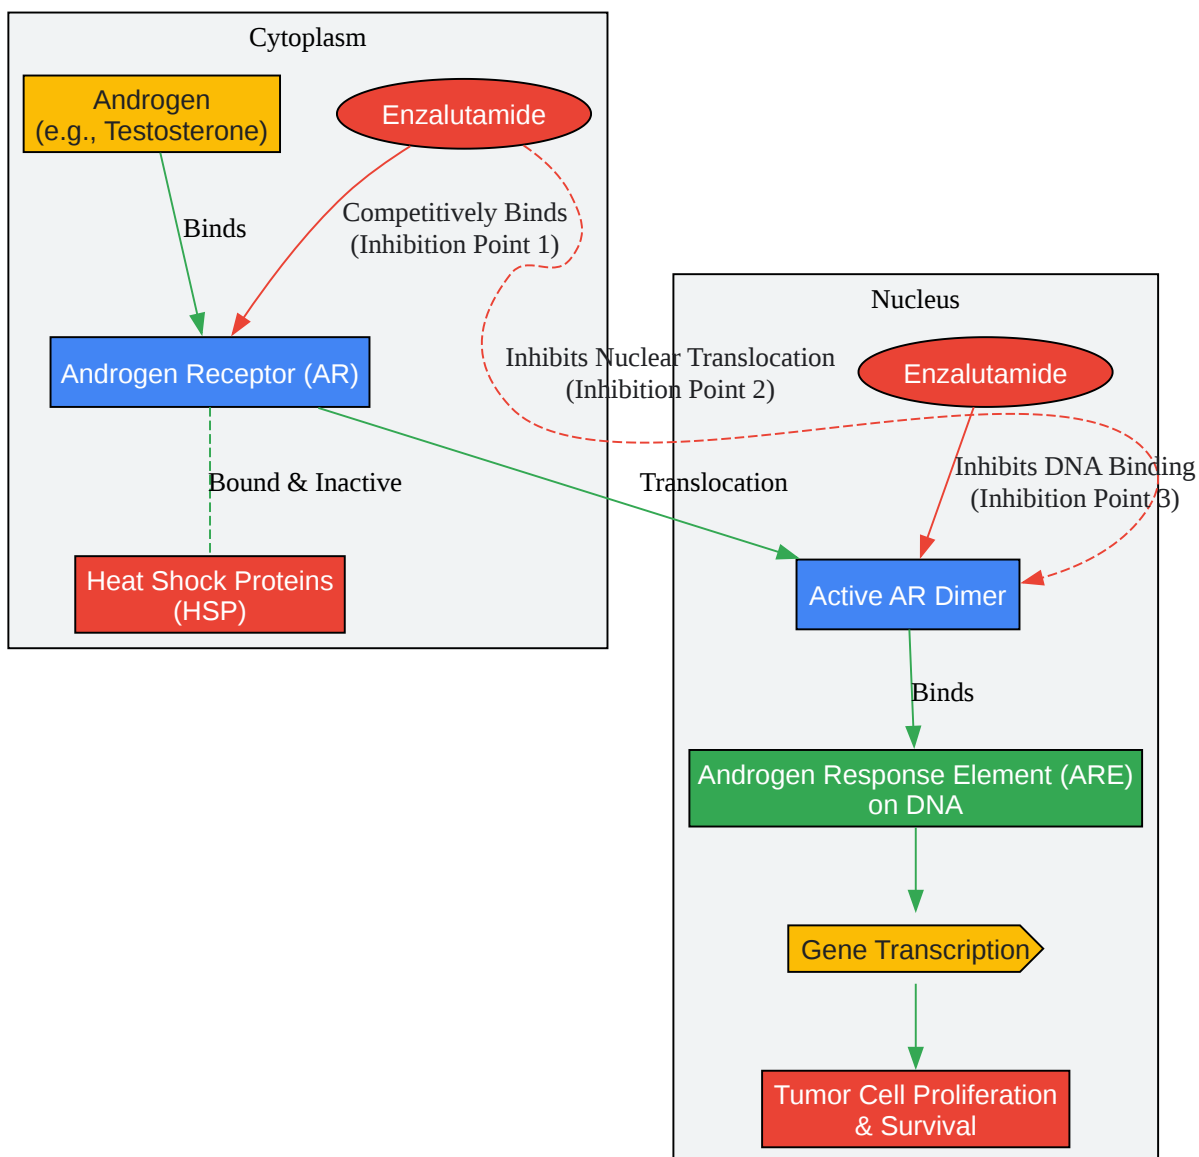 Cytoplasm
Androgen
(e.g., Testosterone)
Enzalutamide
Binds
Competitively Binds
(Inhibition Point 1)
Nucleus
Androgen Receptor (AR)
Inhibits Nuclear Translocation
(Inhibition Point 2)
Enzalutamide
Bound & Inactive
Translocation
Inhibits DNA Binding
(Inhibition Point 3)
Heat Shock Proteins
(HSP)
Active AR Dimer
Binds
Androgen Response Element (ARE)
on DNA
Gene Transcription
Tumor Cell Proliferation
& Survival